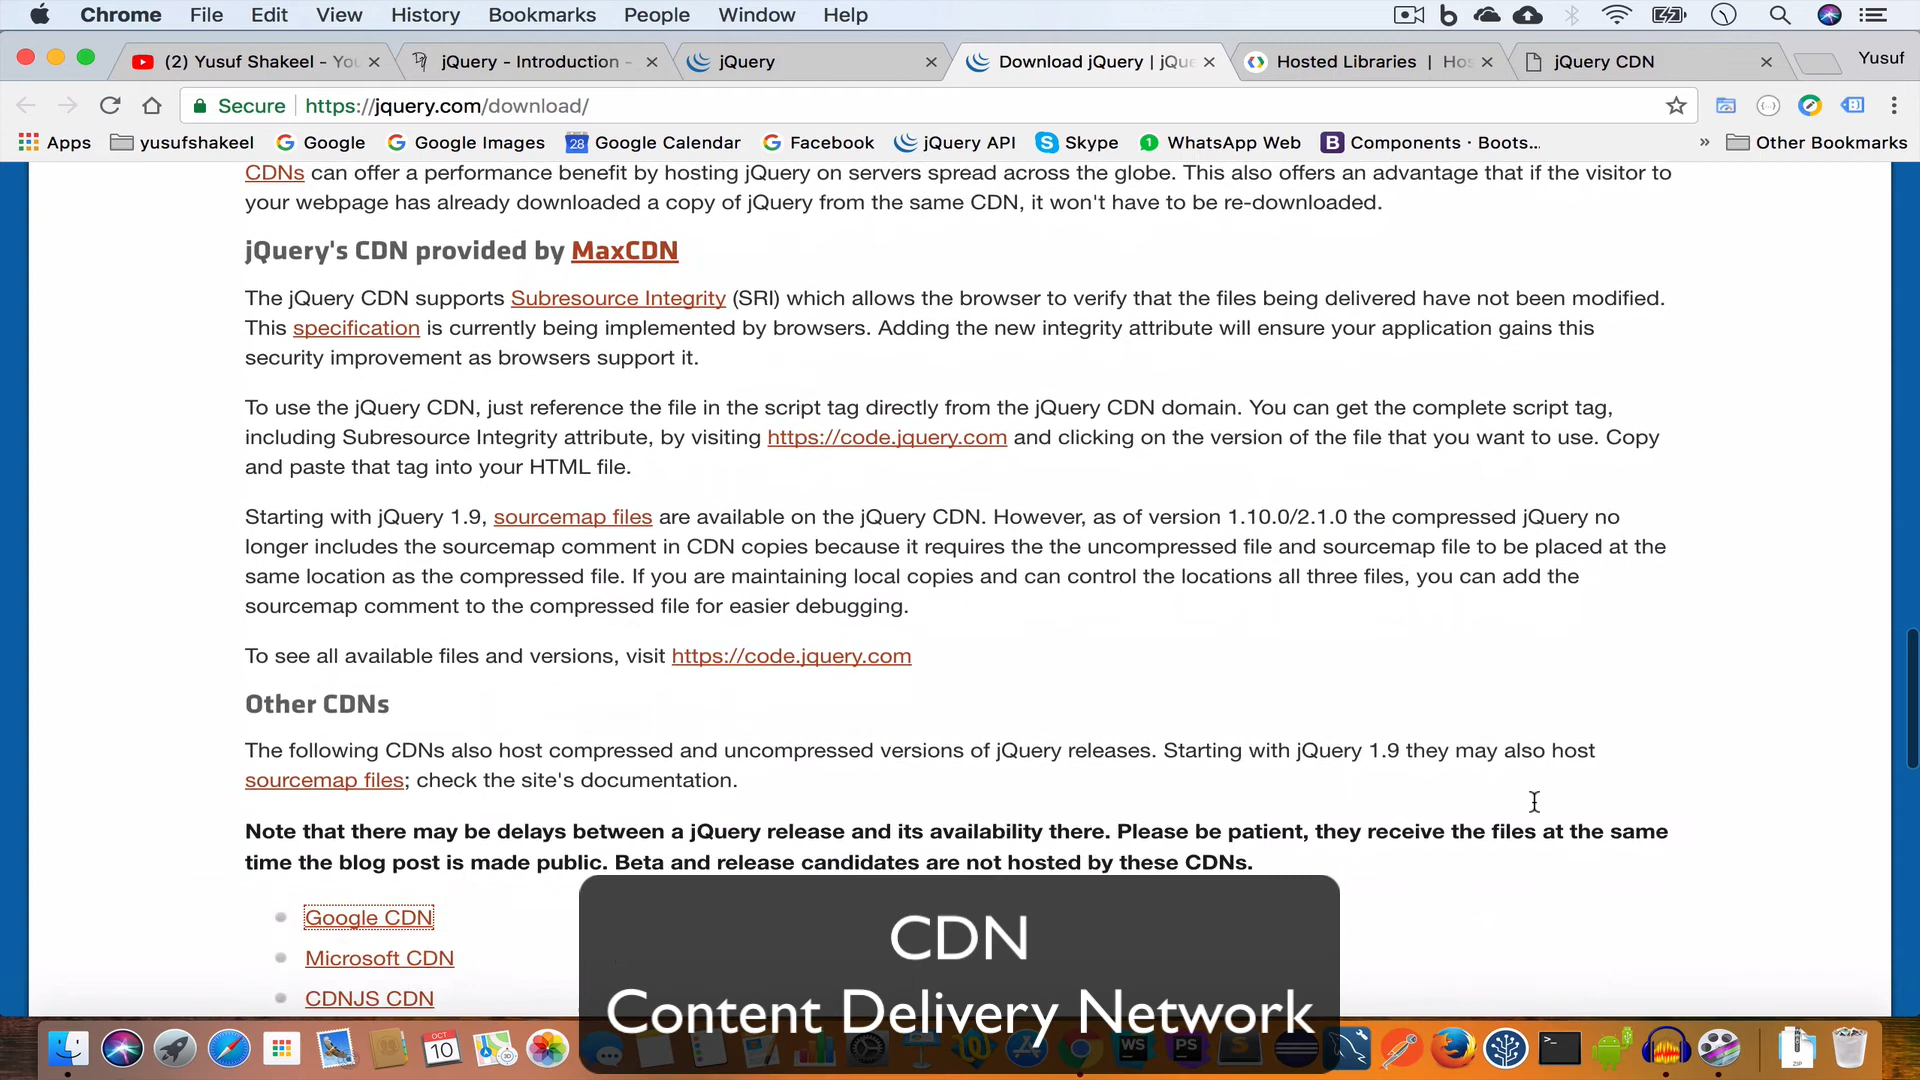 Chrome File Edit View History Bookmarks People Window Help
(2) Yusuf Shakeel - You
jQuery - Introduction -
jQuery
Download jQuery | jQue
Hosted Libraries | Hos
jQuery CDN
Yusuf
Secure https://jquery.com/download/
Apps yusufshakeel Google Google Images 28 Google Calendar Facebook jQuery API Skype 1 WhatsApp Web B Components · Boots... » Other Bookmarks
CDNs can offer a performance benefit by hosting jQuery on servers spread across the globe. This also offers an advantage that if the visitor to
your webpage has already downloaded a copy of jQuery from the same CDN, it won't have to be re-downloaded.
jQuery's CDN provided by MaxCDN
The jQuery CDN supports Subresource Integrity (SRI) which allows the browser to verify that the files being delivered have not been modified.
This specification is currently being implemented by browsers. Adding the new integrity attribute will ensure your application gains this
security improvement as browsers support it.
To use the jQuery CDN, just reference the file in the script tag directly from the jQuery CDN domain. You can get the complete script tag,
including Subresource Integrity attribute, by visiting https://code.jquery.com and clicking on the version of the file that you want to use. Copy
and paste that tag into your HTML file.
Starting with jQuery 1.9, sourcemap files are available on the jQuery CDN. However, as of version 1.10.0/2.1.0 the compressed jQuery no
longer includes the sourcemap comment in CDN copies because it requires the the uncompressed file and sourcemap file to be placed at the
same location as the compressed file. If you are maintaining local copies and can control the locations all three files, you can add the
sourcemap comment to the compressed file for easier debugging.
To see all available files and versions, visit https://code.jquery.com
Other CDNs
The following CDNs also host compressed and uncompressed versions of jQuery releases. Starting with jQuery 1.9 they may also host
sourcemap files; check the site's documentation.
Note that there may be delays between a jQuery release and its availability there. Please be patient, they receive the files at the same
time the blog post is made public. Beta and release candidates are not hosted by these CDNs.
Google CDN
Microsoft CDN
CDNJS CDN
CDN
Content Delivery Network
OCT
10
3D
WS
PS
ZIP